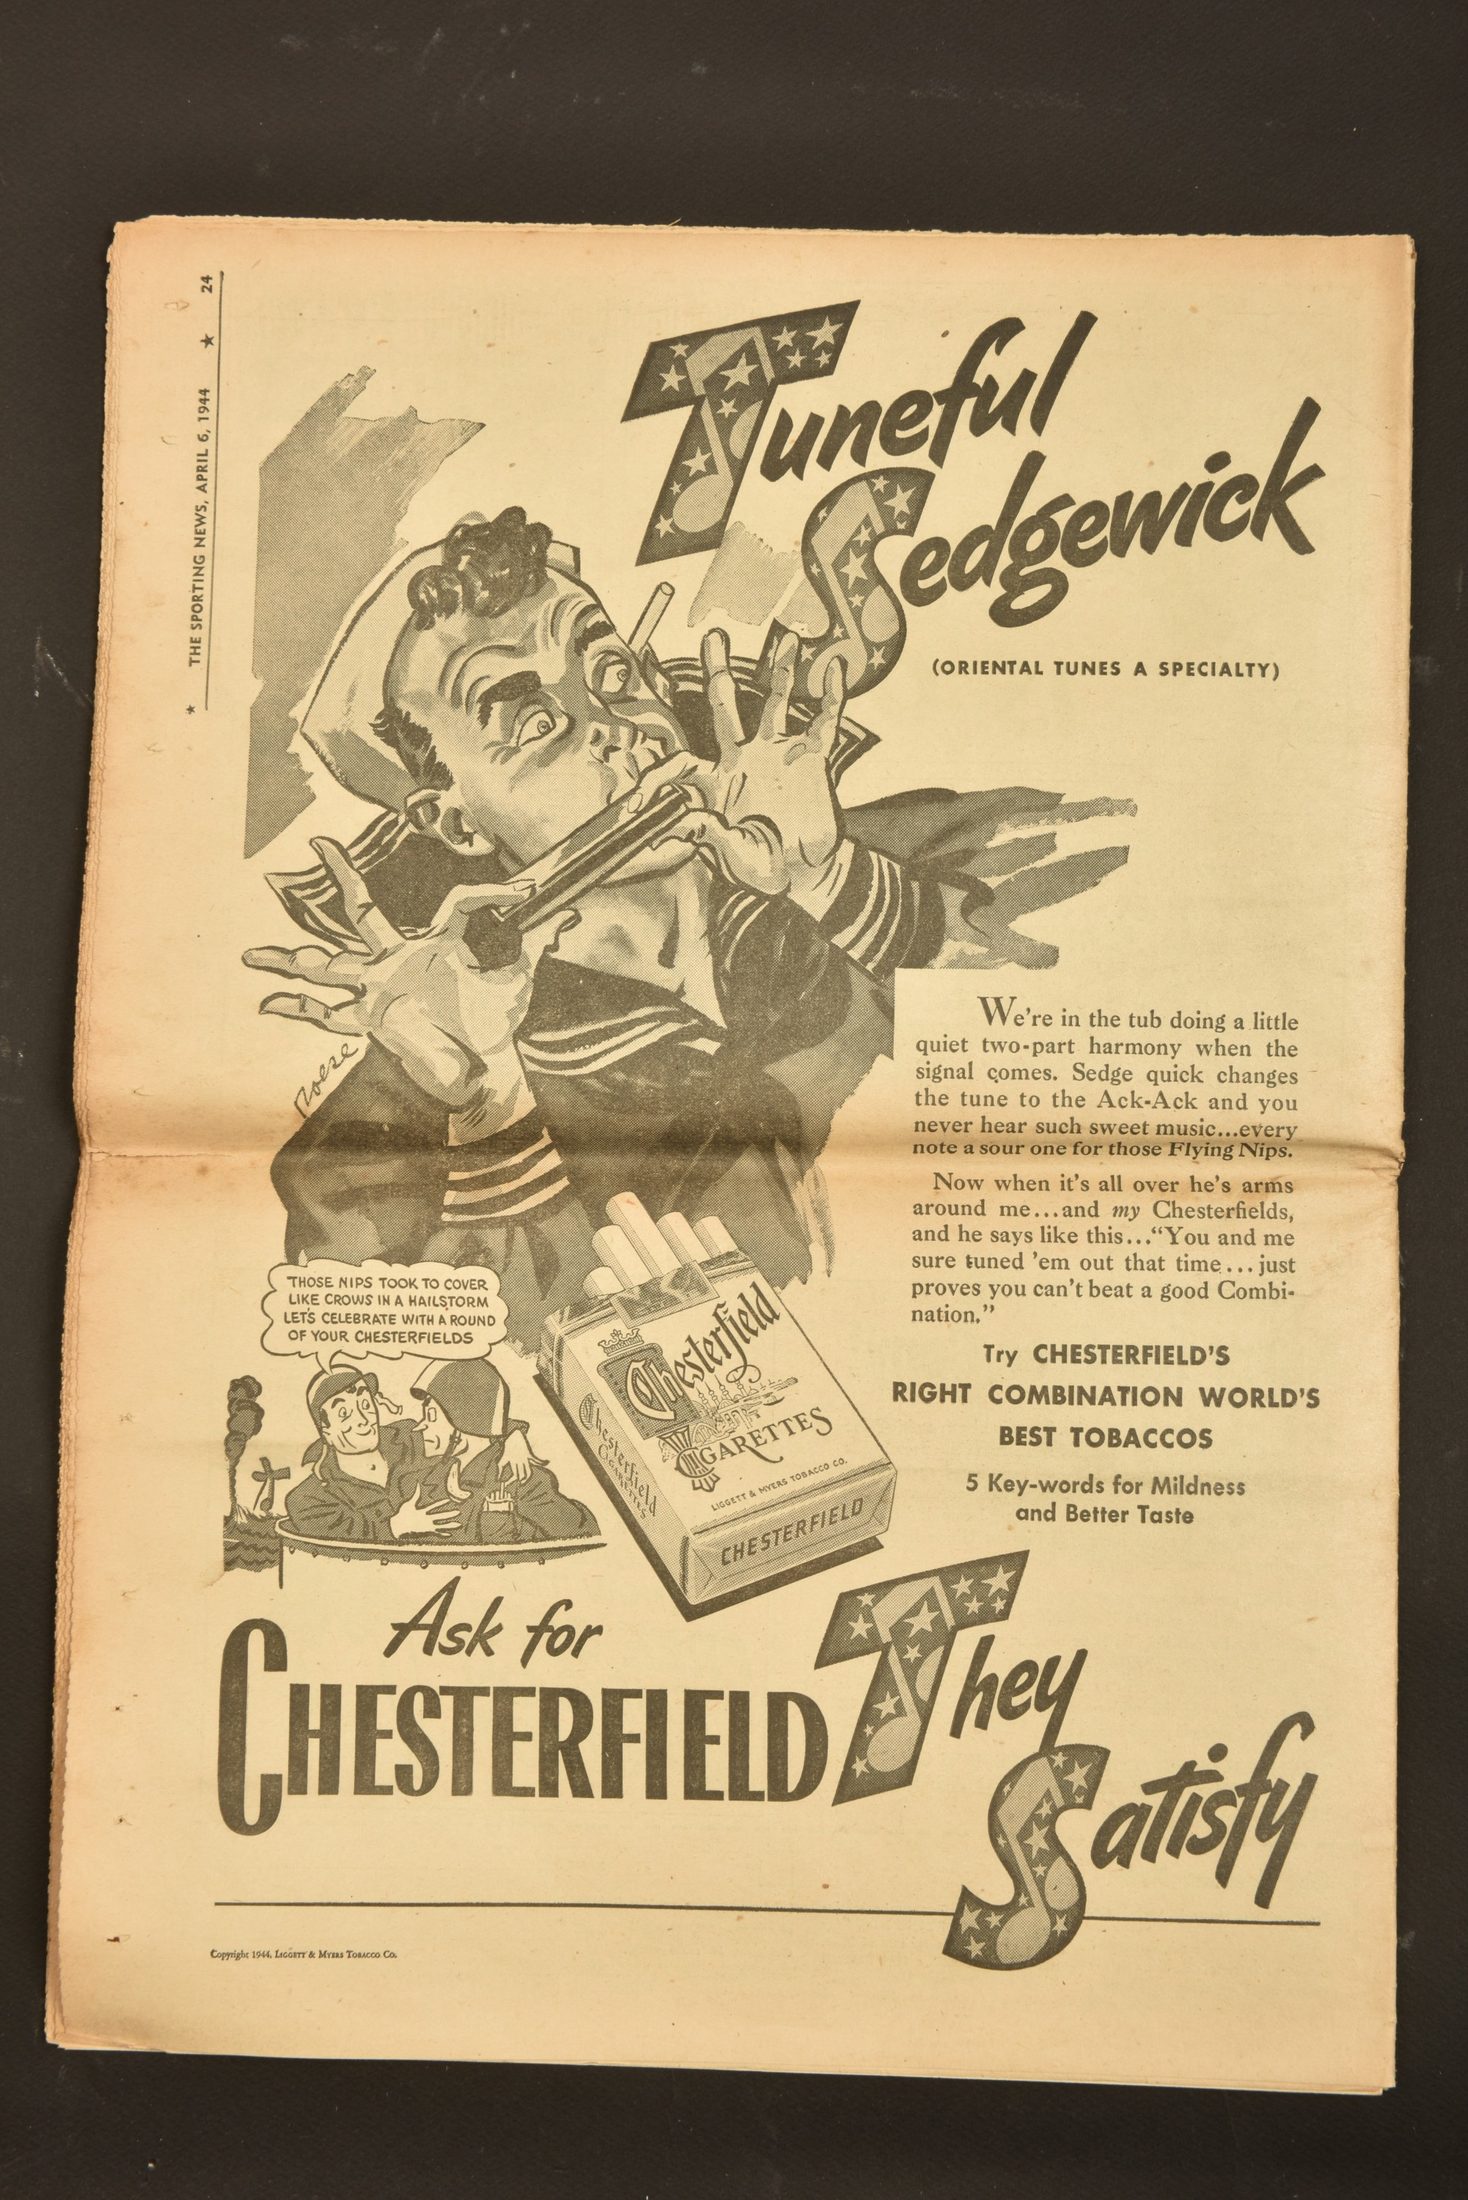 ★ THE SPORTING NEWS, APRIL 6, 1944 ★ 24
Tuneful
Sedgewick
(ORIENTAL TUNES A SPECIALTY)
Roese
We're in the tub doing a little
quiet two-part harmony when the
signal comes. Sedge quick changes
the tune to the Ack-Ack and you
never hear such sweet music...every
note a sour one for those Flying Nips.
Now when it's all over he's arms
around me...and my Chesterfields,
and he says like this..."You and me
sure tuned 'em out that time...just
proves you can't beat a good Combi-
nation."
THOSE NIPS TOOK TO COVER
LIKE CROWS IN A HAILSTORM
LET'S CELEBRATE WITH A ROUND
OF YOUR CHESTERFIELDS
Chesterfield
CIGARETTES
LIGGETT & MYERS TOBACCO CO.
Chesterfield
CIGARETTES
CHESTERFIELD
Try CHESTERFIELD'S
RIGHT COMBINATION WORLD'S
BEST TOBACCOS
5 Key-words for Mildness
and Better Taste
Ask for
CHESTERFIELD
They
Satisfy
Copyright 1944, LIGGETT & MYERS TOBACCO CO.